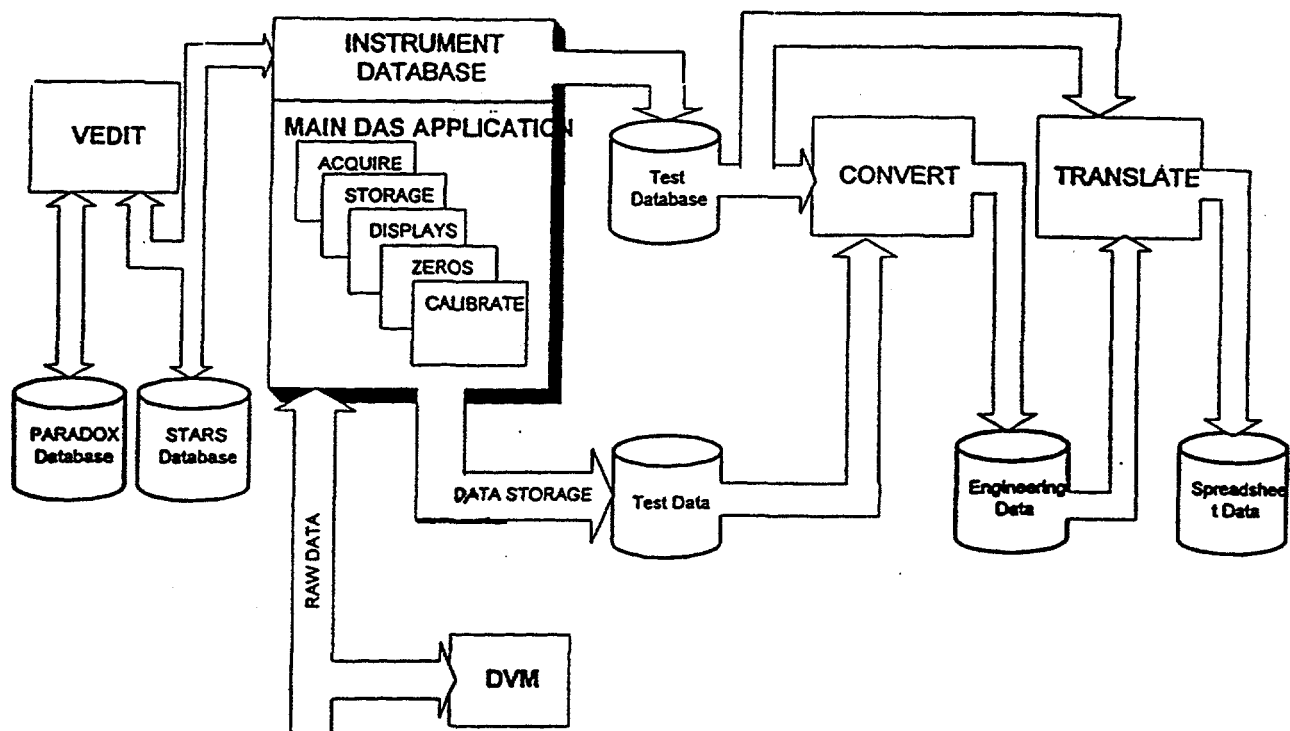 INSTRUMENT
DATABASE
VEDIT
MAIN DAS APPLICATION
ACQUIRE
STORAGE
DISPLAYS
ZEROS
CALIBRATE
Test
Database
CONVERT
TRANSLATE
PARADOX
Database
STARS
Database
DATA STORAGE
Test Data
Engineering
Data
Spreadshee
t Data
RAW DATA
DVM